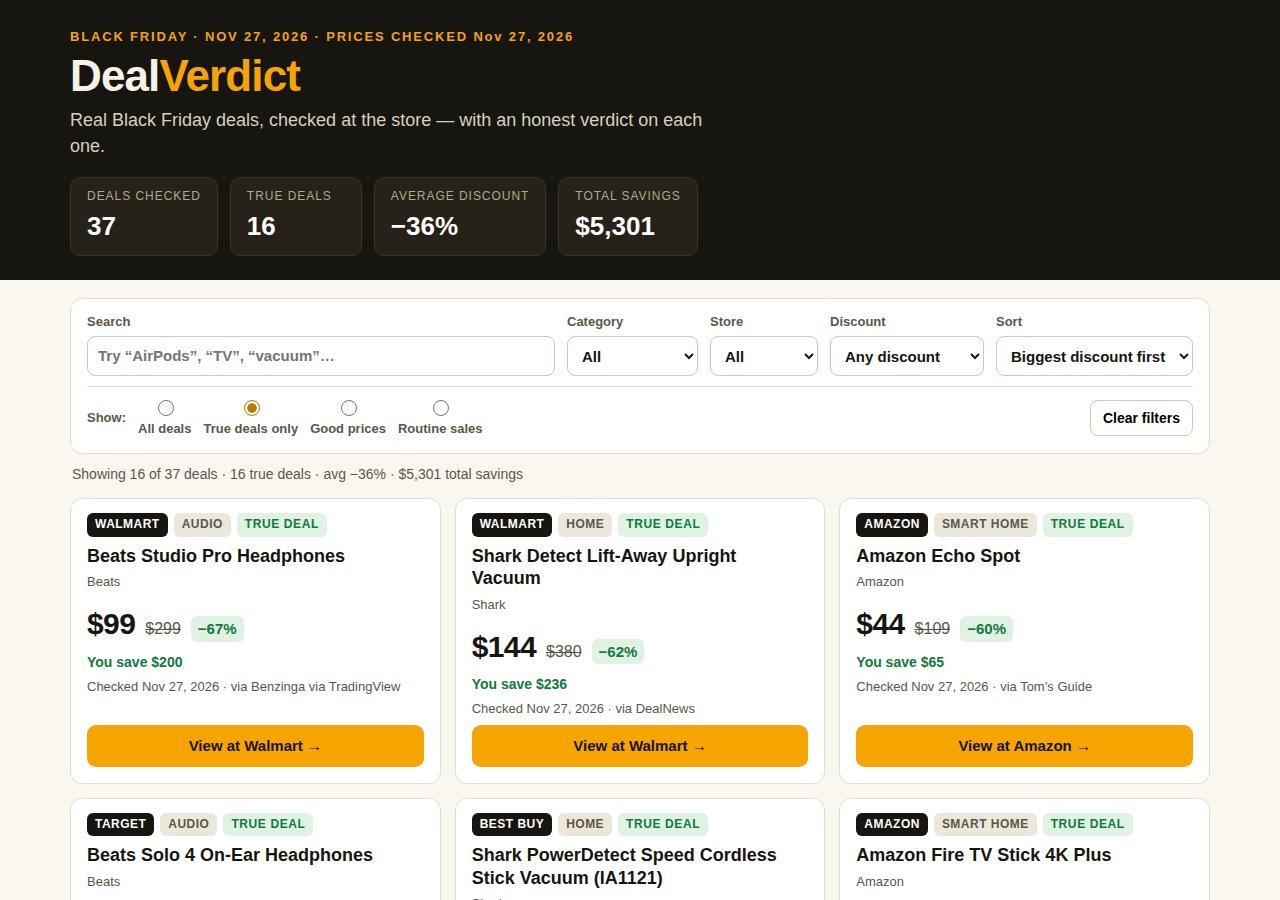 BLACK FRIDAY · NOV 27, 2026 · PRICES CHECKED Nov 27, 2026
DealVerdict
Real Black Friday deals, checked at the store — with an honest verdict on each
one.
DEALS CHECKED TRUE DEALS AVERAGE DISCOUNT TOTAL SAVINGS
37 16 −36% $5,301
Search Category Store Discount Sort
Try “AirPods”, “TV”, “vacuum”… All All Any discount Biggest discount first
Show: All deals True deals only Good prices Routine sales Clear filters
Showing 16 of 37 deals · 16 true deals · avg −36% · $5,301 total savings
WALMART AUDIO TRUE DEAL
Beats Studio Pro Headphones
Beats
$99 $299 −67%
You save $200
Checked Nov 27, 2026 · via Benzinga via TradingView
View at Walmart →
WALMART HOME TRUE DEAL
Shark Detect Lift-Away Upright
Vacuum
Shark
$144 $380 −62%
You save $236
Checked Nov 27, 2026 · via DealNews
View at Walmart →
AMAZON SMART HOME TRUE DEAL
Amazon Echo Spot
Amazon
$44 $109 −60%
You save $65
Checked Nov 27, 2026 · via Tom's Guide
View at Amazon →
TARGET AUDIO TRUE DEAL
Beats Solo 4 On-Ear Headphones
Beats
BEST BUY HOME TRUE DEAL
Shark PowerDetect Speed Cordless
Stick Vacuum (IA1121)
AMAZON SMART HOME TRUE DEAL
Amazon Fire TV Stick 4K Plus
Amazon